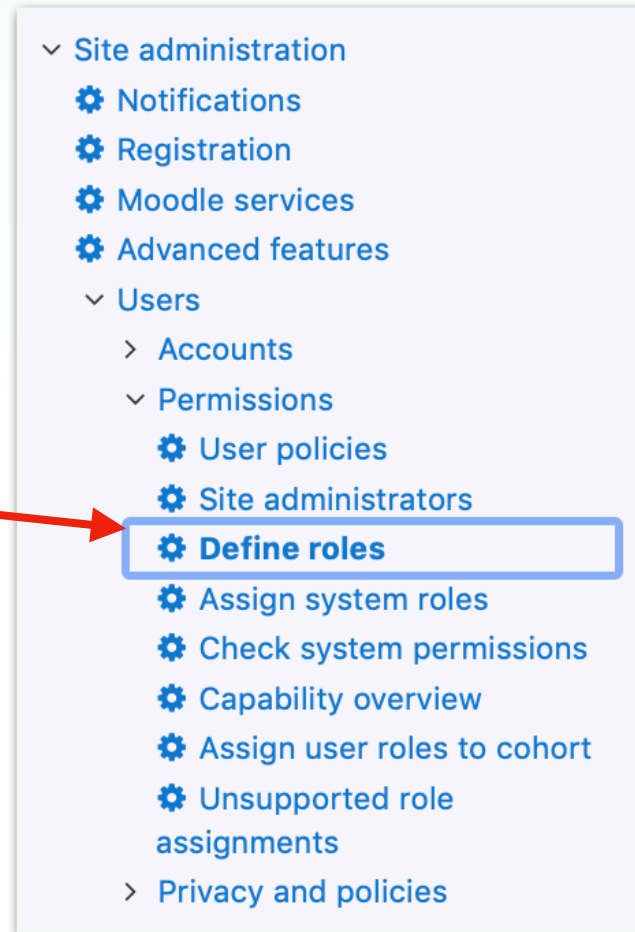 Site administration
Notifications
Registration
Moodle services
Advanced features
Users
Accounts
Permissions
User policies
Site administrators
Define roles
Assign system roles
Check system permissions
Capability overview
Assign user roles to cohort
Unsupported role
assignments
Privacy and policies